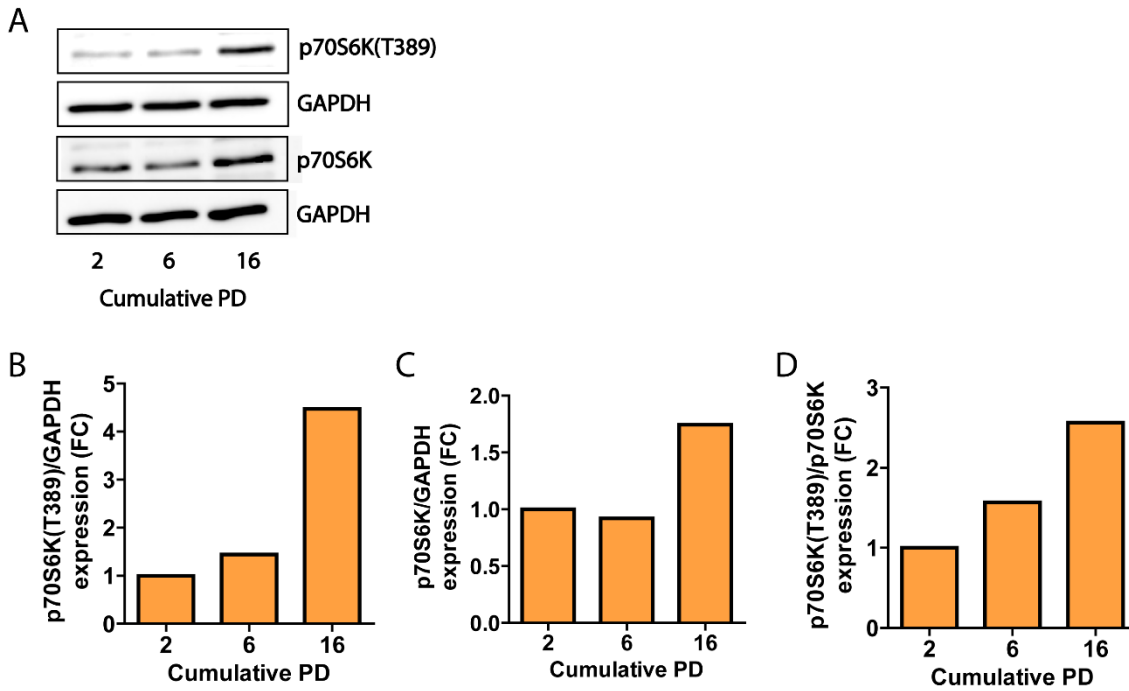 A
p70S6K(T389)
GAPDH
p70S6K
GAPDH
2 6 16
Cumulative PD
B
p70S6K(T389)/GAPDH
expression (FC)
5
4
3
2
1
0
2 6 16
Cumulative PD
C
p70S6K/GAPDH
expression (FC)
2.0
1.5
1.0
0.5
0.0
2 6 16
Cumulative PD
D
p70S6K(T389)/p70S6K
expression (FC)
3
2
1
0
2 6 16
Cumulative PD